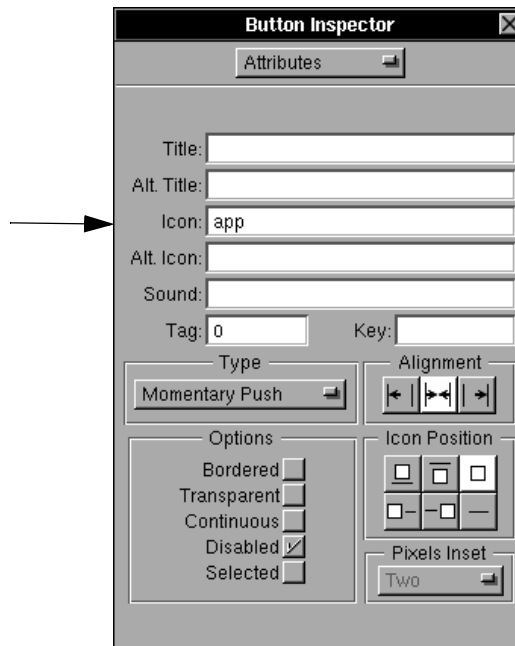 Button Inspector
Attributes
Title:
Alt. Title:
Icon: app
Alt. Icon:
Sound:
Tag: 0 Key:
Type
Momentary Push
Alignment
Options
Bordered
Transparent
Continuous
Disabled
Selected
Icon Position
Pixels Inset
Two